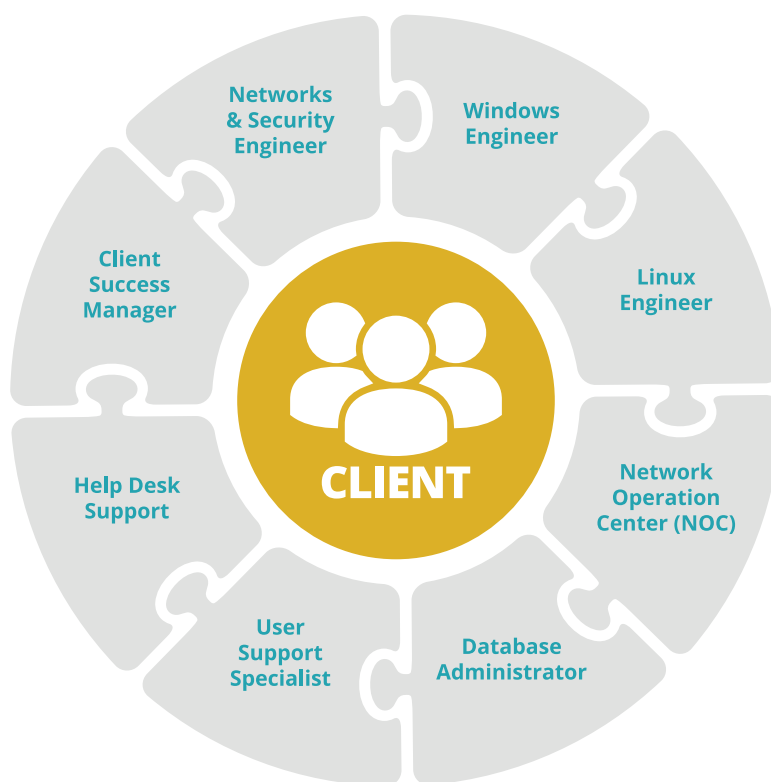 Networks
& Security
Engineer
Windows
Engineer
Linux
Engineer
Network
Operation
Center (NOC)
Database
Administrator
User
Support
Specialist
Help Desk
Support
Client
Success
Manager
CLIENT